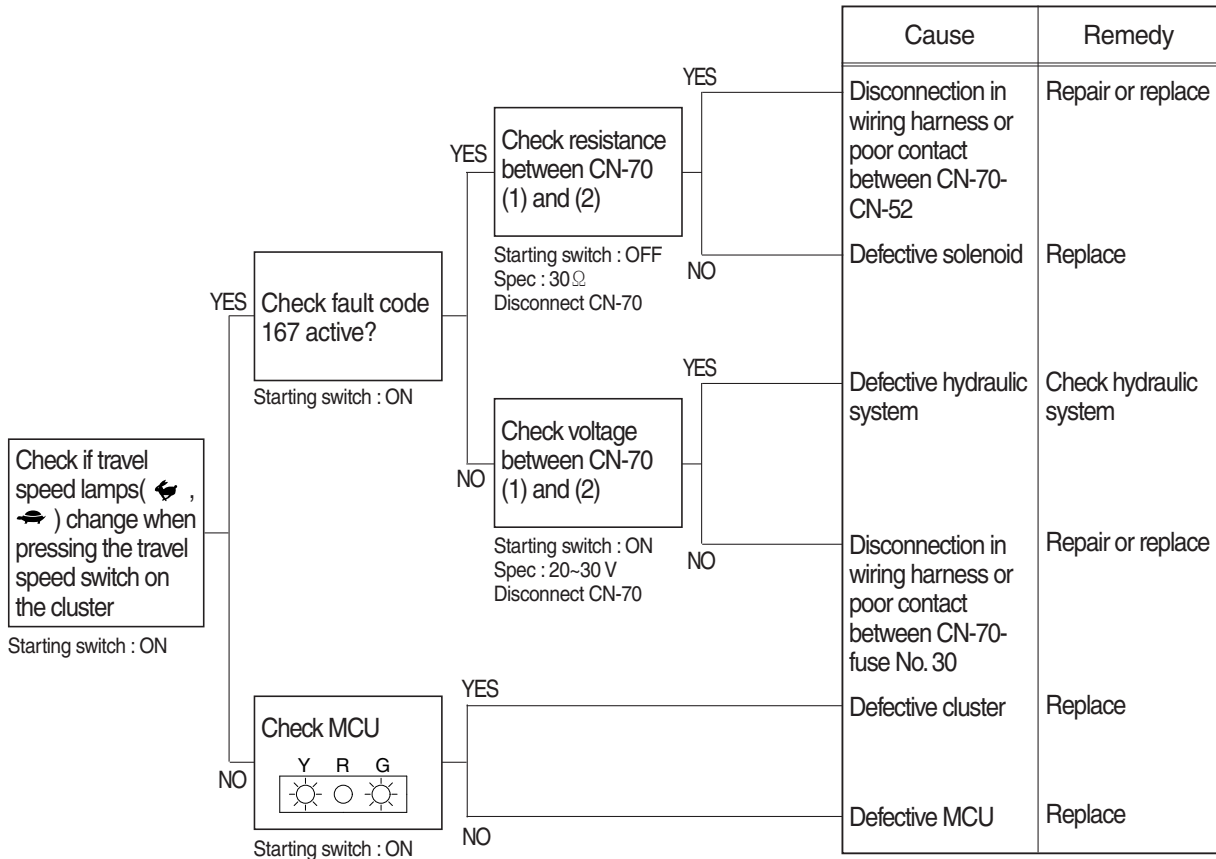 Cause
Remedy
YES
Disconnection in
wiring harness or
poor contact
between CN-70-
CN-52
Repair or replace
YES
Check resistance
between CN-70
(1) and (2)
Starting switch : OFF
Spec : 30Ω
Disconnect CN-70
NO
Defective solenoid
Replace
YES
Check fault code
167 active?
Starting switch : ON
YES
Defective hydraulic
system
Check hydraulic
system
NO
Check voltage
between CN-70
(1) and (2)
Starting switch : ON
Spec : 20~30 V
Disconnect CN-70
NO
Disconnection in
wiring harness or
poor contact
between CN-70-
fuse No. 30
Repair or replace
Check if travel
speed lamps( ,
) change when
pressing the travel
speed switch on
the cluster
Starting switch : ON
NO
Check MCU
Y R G
Starting switch : ON
YES
Defective cluster
Replace
NO
Defective MCU
Replace